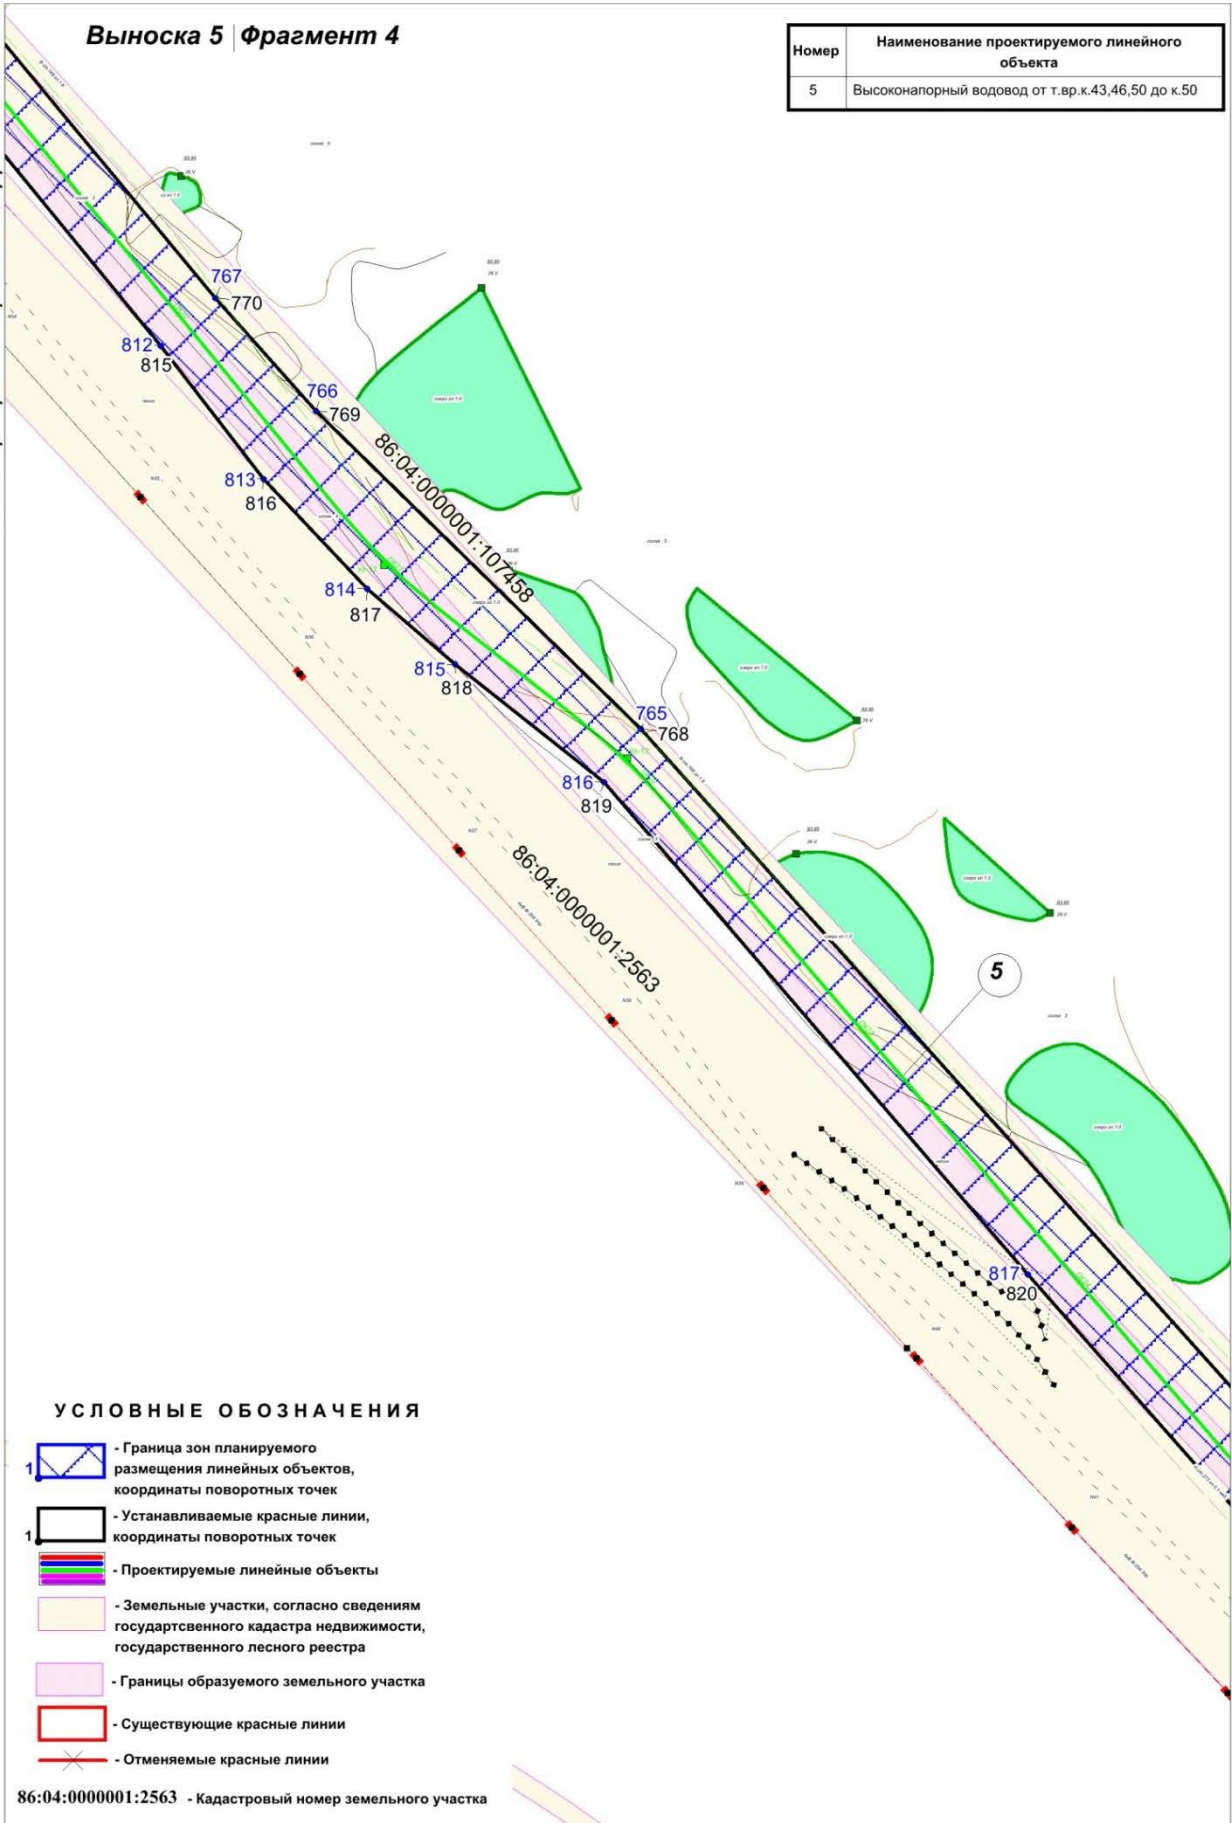 Выноска 5 | Фрагмент 4
Номер
Наименование проектируемого линейного
объекта
5
Высоконапорный водовод от т.вр.к.43,46,50 до к.50
767
770
812
815
766
769
86:04:0000001:107458
813
816
814
817
815
818
765
768
816
819
86:04:0000001:2563
5
817
820
УСЛОВНЫЕ ОБОЗНАЧЕНИЯ
1
- Граница зон планируемого
размещения линейных объектов,
координаты поворотных точек
1
- Устанавливаемые красные линии,
координаты поворотных точек
- Проектируемые линейные объекты
- Земельные участки, согласно сведениям
государтсвенного кадастра недвижимости,
государственного лесного реестра
- Границы образуемого земельного участка
- Существующие красные линии
- Отменяемые красные линии
86:04:0000001:2563 - Кадастровый номер земельного участка